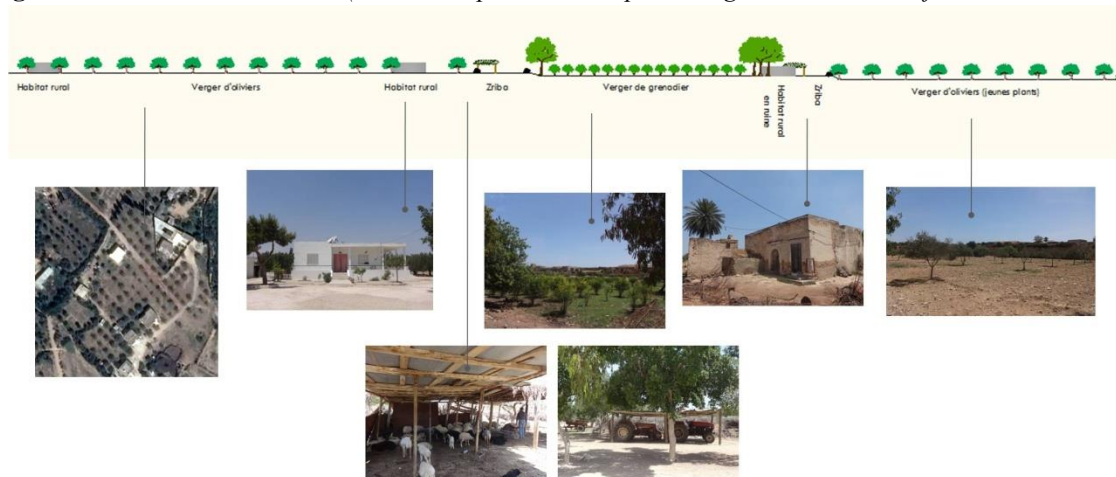 Habitat rural
Verger d'oliviers
Habitat rural
Zriba
Verger de grenadier
Habitat rural
en ruine
Zriba
Verger d'oliviers (jeunes plants)